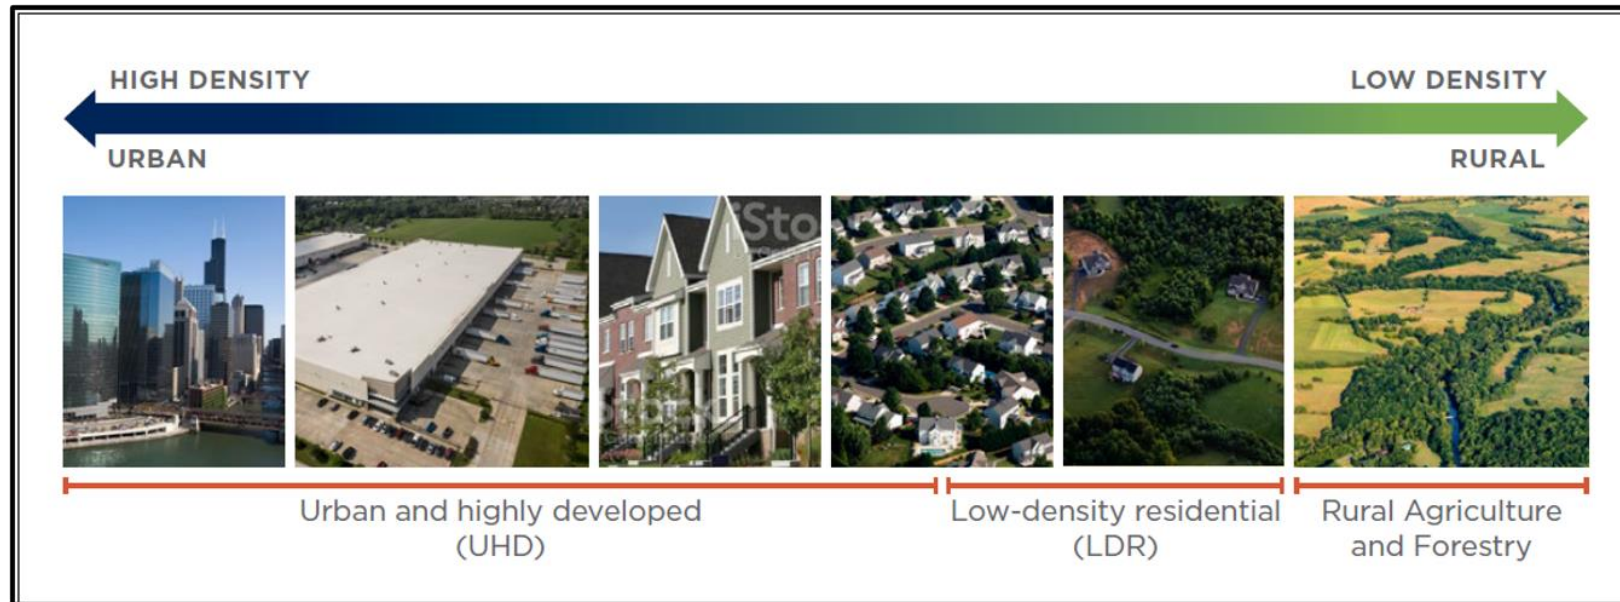 HIGH DENSITY
LOW DENSITY
URBAN
RURAL
iSto
Urban and highly developed
(UHD)
Low-density residential
(LDR)
Rural Agriculture
and Forestry